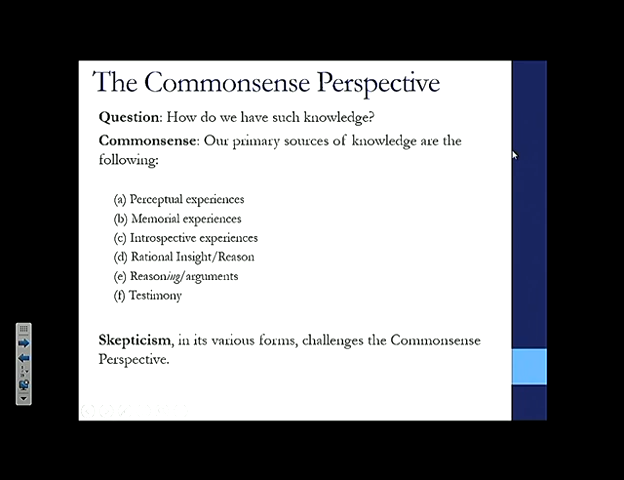 The Commonsense Perspective
Question: How do we have such knowledge?
Commonsense: Our primary sources of knowledge are the
following:
(a) Perceptual experiences
(b) Memorial experiences
(c) Introspective experiences
(d) Rational Insight/Reason
(e) Reasoning/arguments
(f) Testimony
Skepticism, in its various forms, challenges the Commonsense
Perspective.